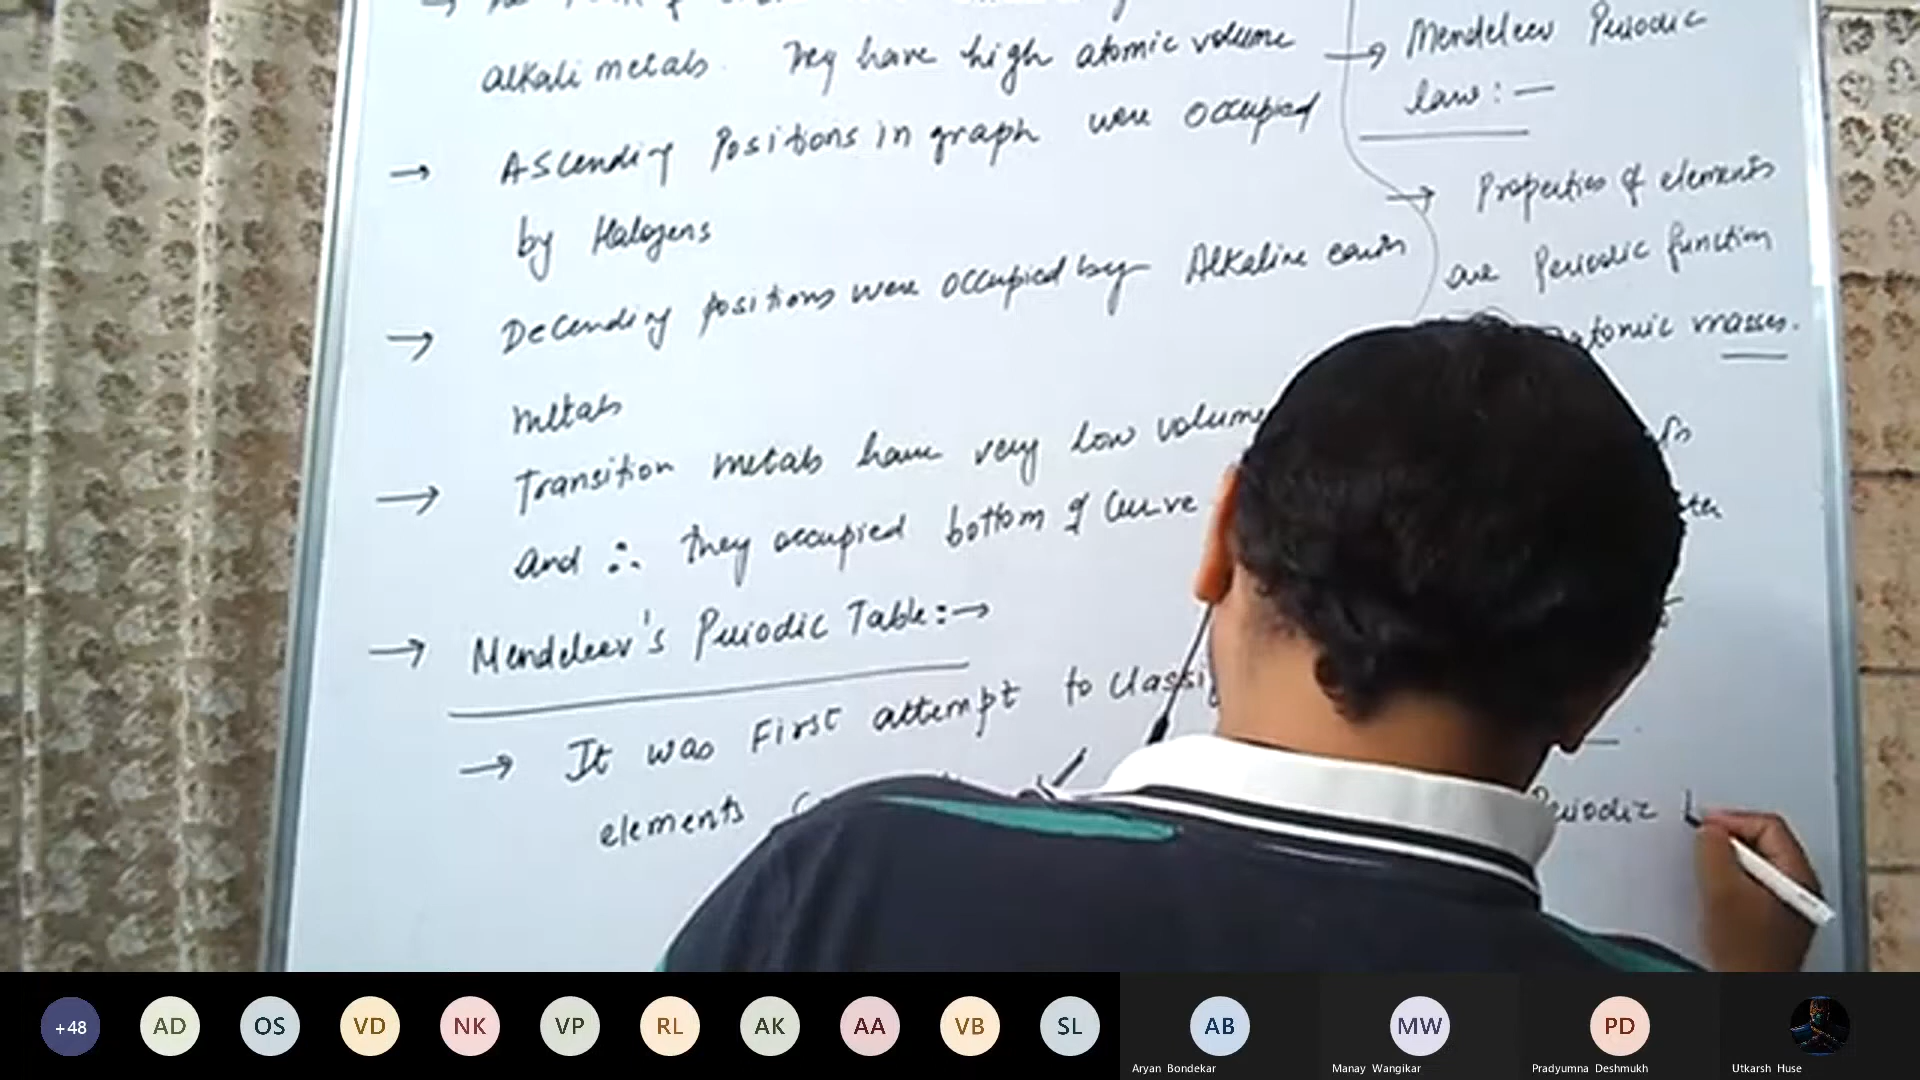 alkali metals. They have high atomic volume
→ Ascending Positions in graph were occupied
by Halogens
→ Decending positions were occupied by Alkaline earth
metals
→ Transition metals have very low volume
and ∴ they occupied bottom of curve
→ Mendeleev's Periodic Table:→
→ It was First attempt to classi
elements
→ Mendeleev Periodic
law:—
→ Properties of elements
are Periodic function
atomic masses.
Periodic
+48
AD
OS
VD
NK
VP
RL
AK
AA
VB
SL
AB
MW
PD
Aryan Bondekar
Manay Wangikar
Pradyumna Deshmukh
Utkarsh Huse